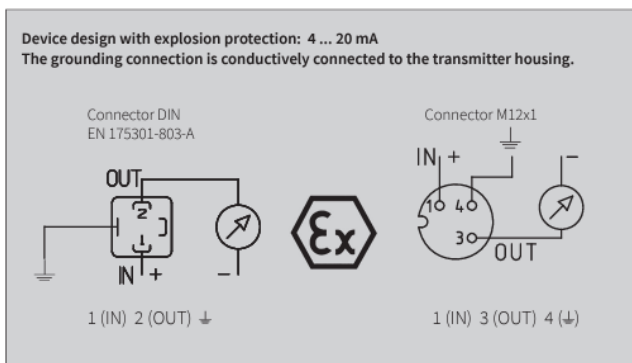 Device design with explosion protection: 4 ... 20 mA
The grounding connection is conductively connected to the transmitter housing.
Connector DIN
EN 175301-803-A
OUT
2
1
IN +
−
Ex
Connector M12x1
IN +
−
1 4
3
OUT
1 (IN) 2 (OUT) ⏚
1 (IN) 3 (OUT) 4 (⏚)